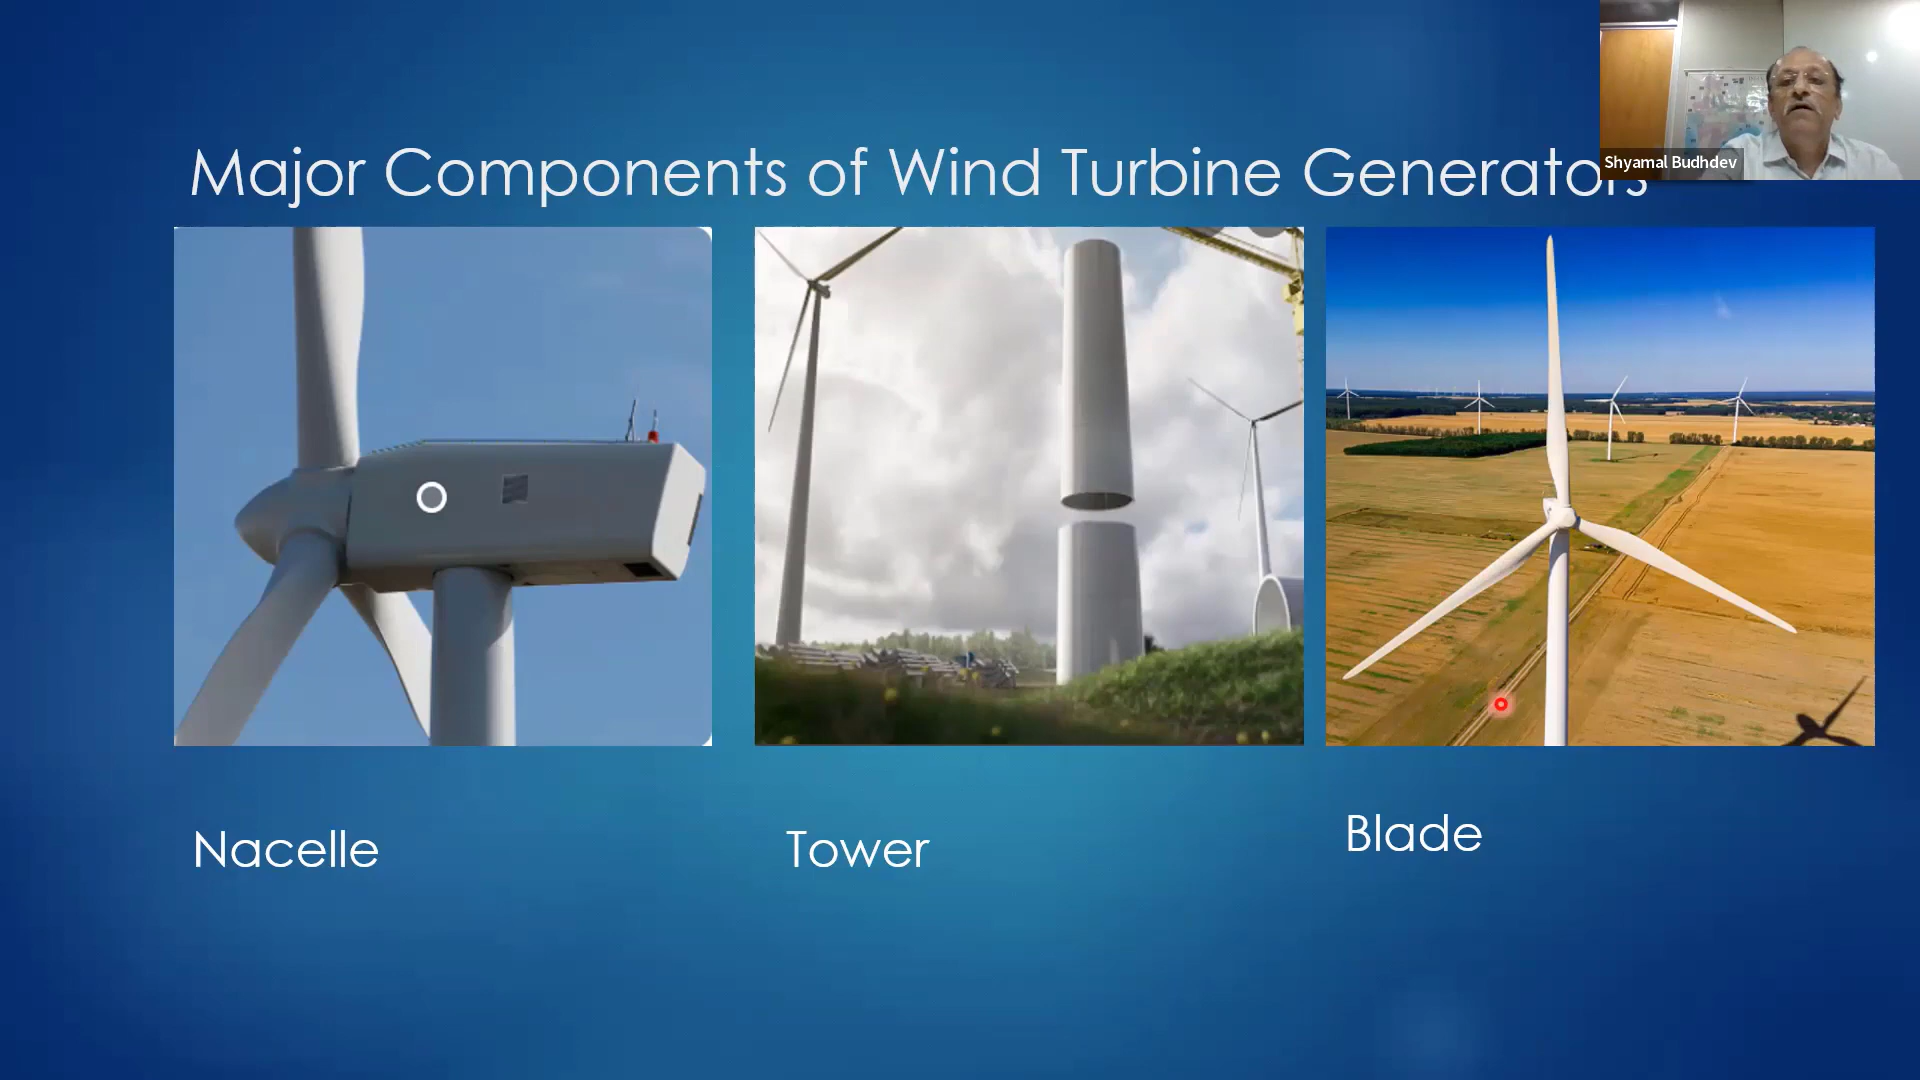 Major Components of Wind Turbine Generators
Shyamal Budhdev
Nacelle
Tower
Blade